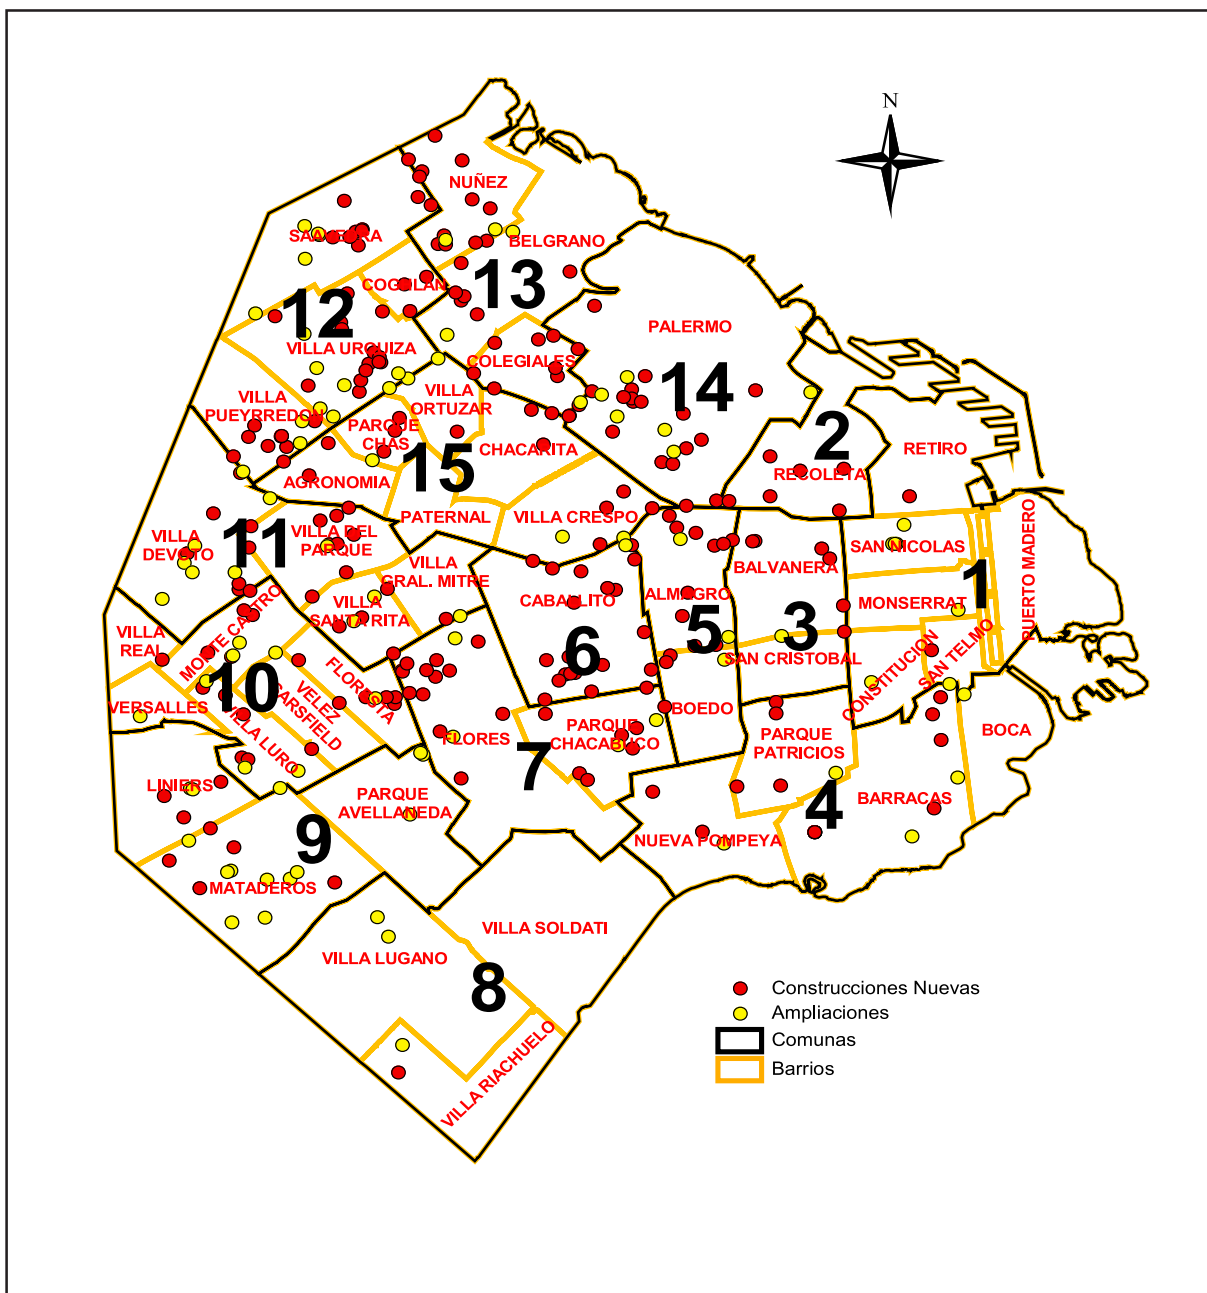 N
NUÑEZ
SAAVEDRA
BELGRANO
COGHLAN
13
12
PALERMO
VILLA URQUIZA
COLEGIALES
14
VILLA
ORTUZAR
VILLA
PUEYRREDON
PARQUE
CHAS
2
CHACARITA
RETIRO
15
RECOLETA
AGRONOMIA
PATERNAL
VILLA CRESPO
PUERTO MADERO
VILLA
DEVOTO
11
VILLA DEL
PARQUE
SAN NICOLAS
BALVANERA
VILLA
GRAL. MITRE
1
CABALLITO
ALMAGRO
MONSERRAT
VILLA
SANTA RITA
5
3
MONTE CASTRO
VILLA
REAL
6
SAN CRISTOBAL
CONSTITUCION
SAN TELMO
10
FLORESTA
VERSALLES
VELEZ
SARSFIELD
BOEDO
VILLA LURO
FLORES
PARQUE
CHACABUCO
PARQUE
PATRICIOS
BOCA
7
LINIERS
PARQUE
AVELLANEDA
4
BARRACAS
9
NUEVA POMPEYA
MATADEROS
VILLA SOLDATI
VILLA LUGANO
8
VILLA RIACHUELO
Construcciones Nuevas
Ampliaciones
Comunas
Barrios